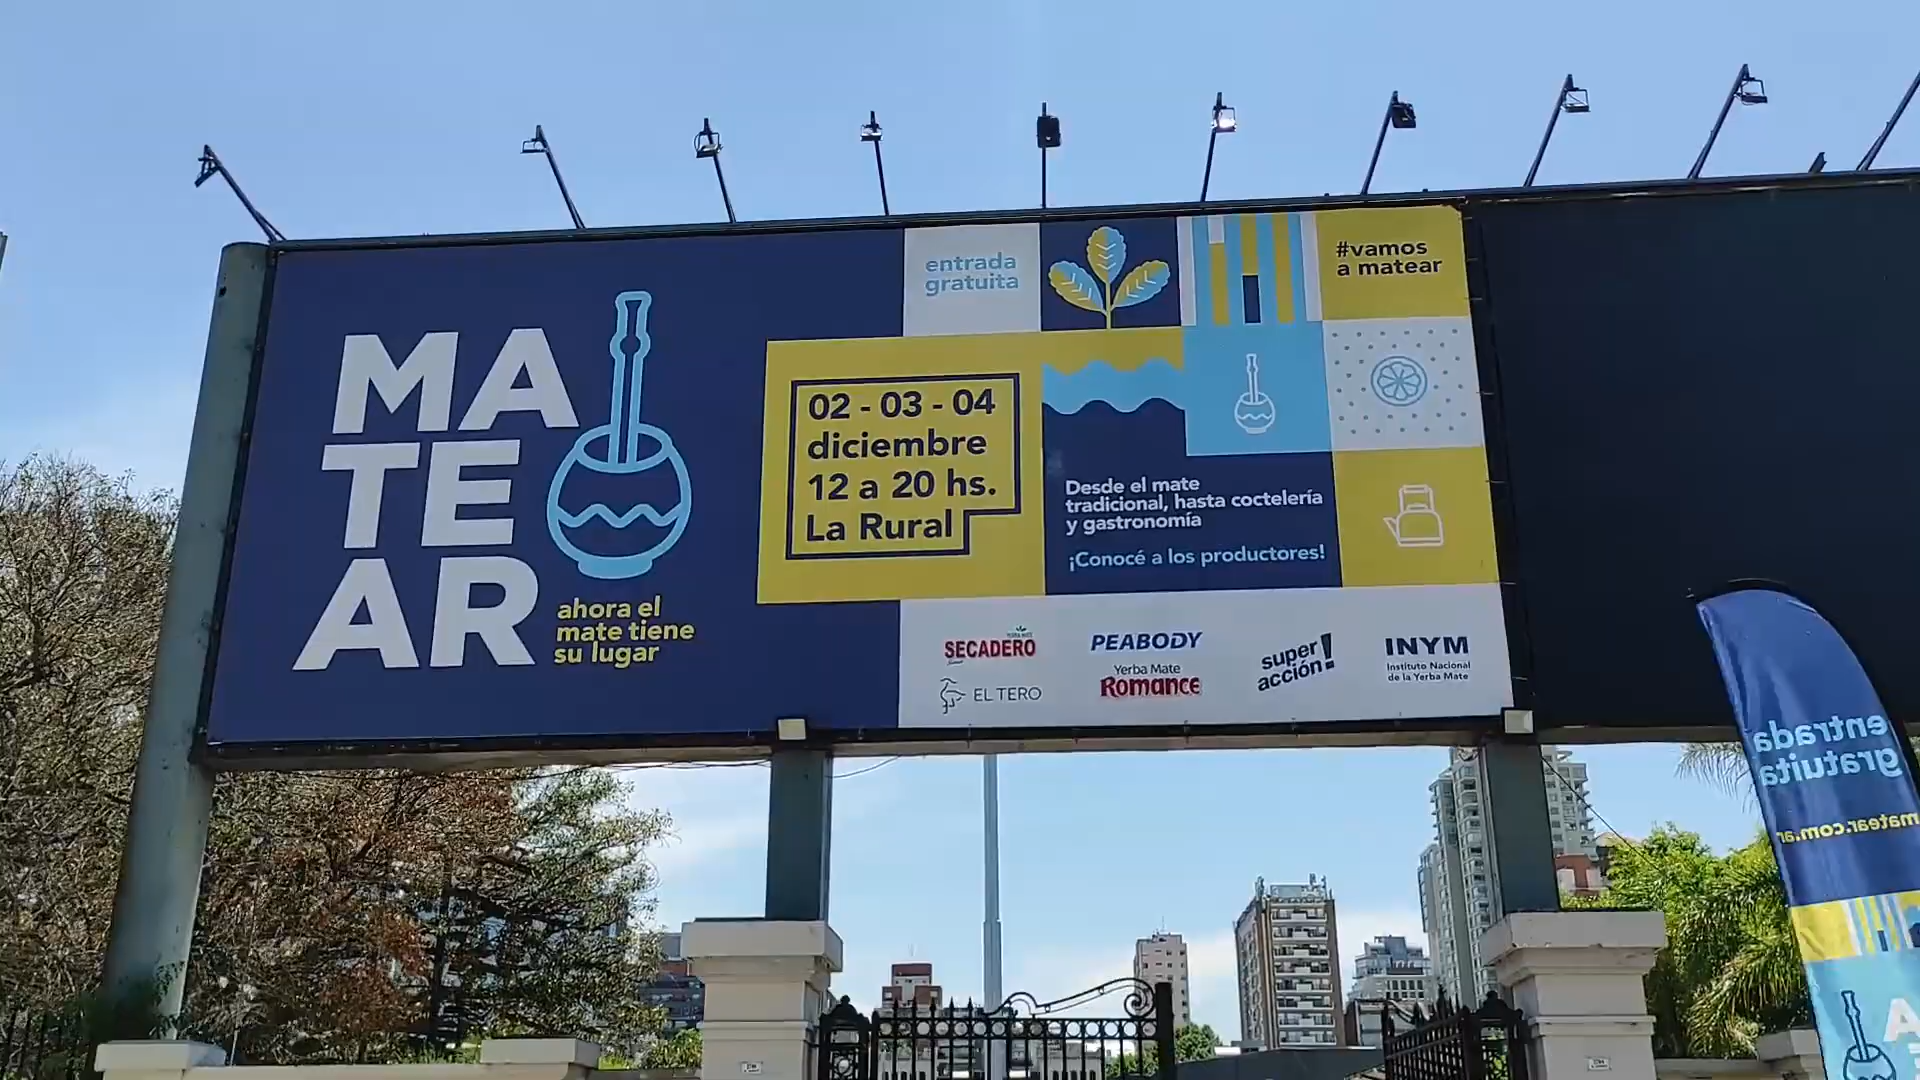 MA
TE
AR
ahora el
mate tiene
su lugar
entrada
gratuita
#vamos
a matear
02 - 03 - 04
diciembre
12 a 20 hs.
La Rural
Desde el mate
tradicional, hasta coctelería
y gastronomía
¡Conocé a los productores!
SECADERO
EL TERO
PEABODY
Yerba Mate
Romance
super
acción!
INYM
Instituto Nacional
de la Yerba Mate
entrada
gratuita
matear.com.ar